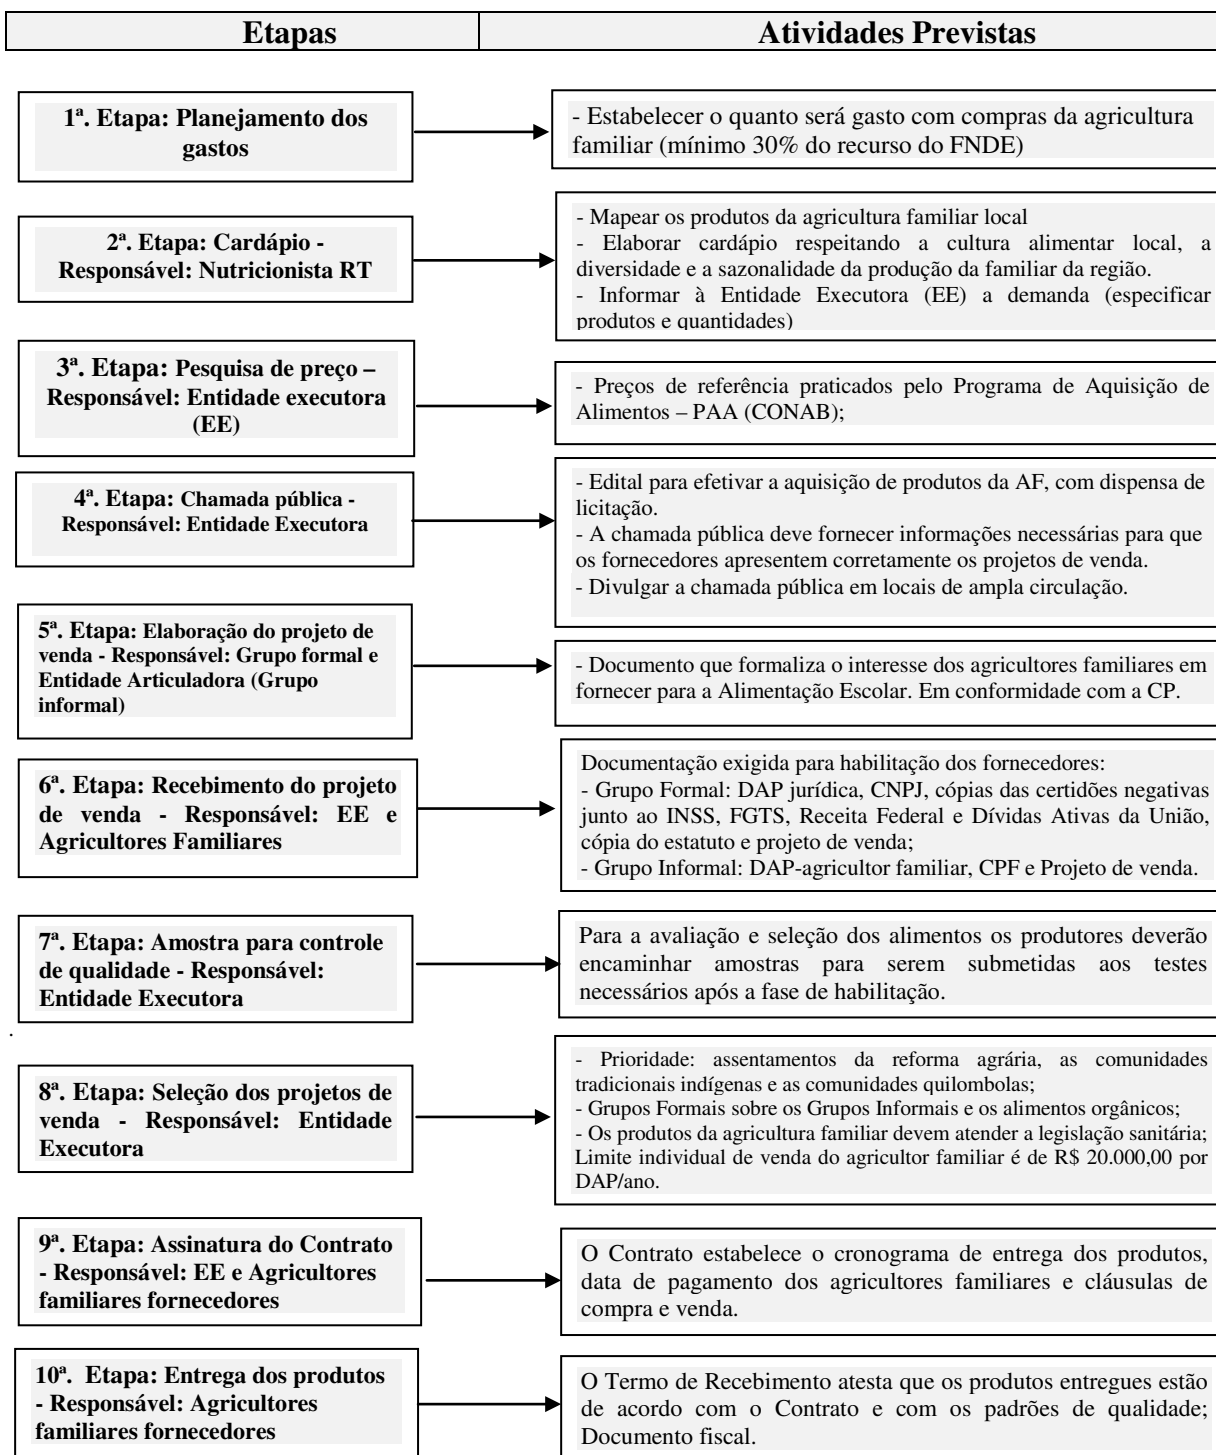 Etapas
Atividades Previstas
1ª. Etapa: Planejamento dos
gastos
- Estabelecer o quanto será gasto com compras da agricultura
familiar (mínimo 30% do recurso do FNDE)
2ª. Etapa: Cardápio -
Responsável: Nutricionista RT
- Mapear os produtos da agricultura familiar local
- Elaborar cardápio respeitando a cultura alimentar local, a
diversidade e a sazonalidade da produção da familiar da região.
- Informar à Entidade Executora (EE) a demanda (especificar
produtos e quantidades)
3ª. Etapa: Pesquisa de preço –
Responsável: Entidade executora
(EE)
- Preços de referência praticados pelo Programa de Aquisição de
Alimentos – PAA (CONAB);
4ª. Etapa: Chamada pública -
Responsável: Entidade Executora
- Edital para efetivar a aquisição de produtos da AF, com dispensa de
licitação.
- A chamada pública deve fornecer informações necessárias para que
os fornecedores apresentem corretamente os projetos de venda.
- Divulgar a chamada pública em locais de ampla circulação.
5ª. Etapa: Elaboração do projeto de
venda - Responsável: Grupo formal e
Entidade Articuladora (Grupo
informal)
- Documento que formaliza o interesse dos agricultores familiares em
fornecer para a Alimentação Escolar. Em conformidade com a CP.
6ª. Etapa: Recebimento do projeto
de venda - Responsável: EE e
Agricultores Familiares
Documentação exigida para habilitação dos fornecedores:
- Grupo Formal: DAP jurídica, CNPJ, cópias das certidões negativas
junto ao INSS, FGTS, Receita Federal e Dívidas Ativas da União,
cópia do estatuto e projeto de venda;
- Grupo Informal: DAP-agricultor familiar, CPF e Projeto de venda.
7ª. Etapa: Amostra para controle
de qualidade - Responsável:
Entidade Executora
Para a avaliação e seleção dos alimentos os produtores deverão
encaminhar amostras para serem submetidas aos testes
necessários após a fase de habilitação.
.
8ª. Etapa: Seleção dos projetos de
venda - Responsável: Entidade
Executora
- Prioridade: assentamentos da reforma agrária, as comunidades
tradicionais indígenas e as comunidades quilombolas;
- Grupos Formais sobre os Grupos Informais e os alimentos orgânicos;
- Os produtos da agricultura familiar devem atender a legislação sanitária;
Limite individual de venda do agricultor familiar é de R$ 20.000,00 por
DAP/ano.
9ª. Etapa: Assinatura do Contrato
- Responsável: EE e Agricultores
familiares fornecedores
O Contrato estabelece o cronograma de entrega dos produtos,
data de pagamento dos agricultores familiares e cláusulas de
compra e venda.
10ª. Etapa: Entrega dos produtos
- Responsável: Agricultores
familiares fornecedores
O Termo de Recebimento atesta que os produtos entregues estão
de acordo com o Contrato e com os padrões de qualidade;
Documento fiscal.